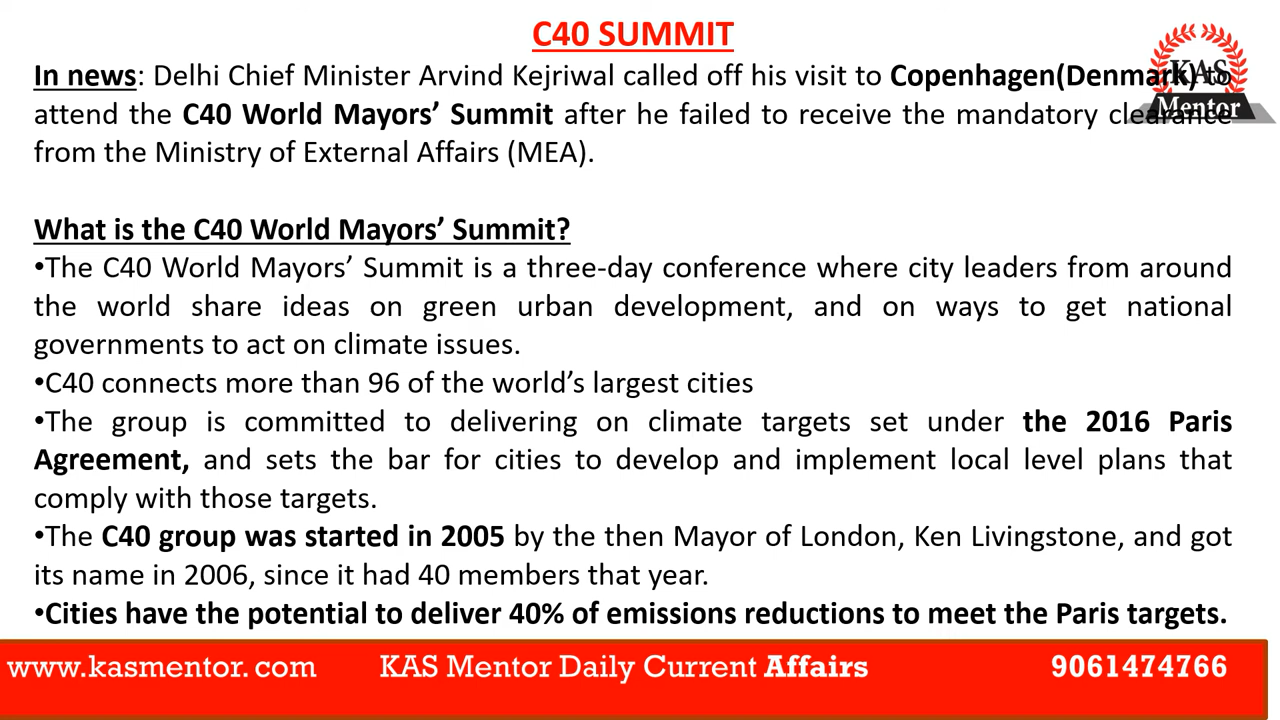 C40 SUMMIT
In news: Delhi Chief Minister Arvind Kejriwal called off his visit to Copenhagen(Denmark) to
attend the C40 World Mayors’ Summit after he failed to receive the mandatory clearance
from the Ministry of External Affairs (MEA).
KAS
Mentor
What is the C40 World Mayors’ Summit?
•The C40 World Mayors’ Summit is a three-day conference where city leaders from around
the world share ideas on green urban development, and on ways to get national
governments to act on climate issues.
•C40 connects more than 96 of the world’s largest cities
•The group is committed to delivering on climate targets set under the 2016 Paris
Agreement, and sets the bar for cities to develop and implement local level plans that
comply with those targets.
•The C40 group was started in 2005 by the then Mayor of London, Ken Livingstone, and got
its name in 2006, since it had 40 members that year.
•Cities have the potential to deliver 40% of emissions reductions to meet the Paris targets.
www.kasmentor. com KAS Mentor Daily Current Affairs 9061474766